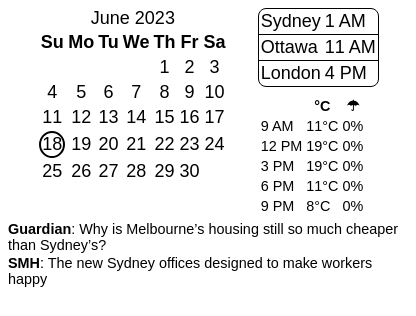 June 2023
Su Mo Tu We Th Fr Sa
1 2 3
4 5 6 7 8 9 10
11 12 13 14 15 16 17
18 19 20 21 22 23 24
25 26 27 28 29 30
Sydney 1 AM
Ottawa 11 AM
London 4 PM
°C ☂
9 AM 11°C 0%
12 PM 19°C 0%
3 PM 19°C 0%
6 PM 11°C 0%
9 PM 8°C 0%
Guardian: Why is Melbourne’s housing still so much cheaper
than Sydney’s?
SMH: The new Sydney offices designed to make workers
happy